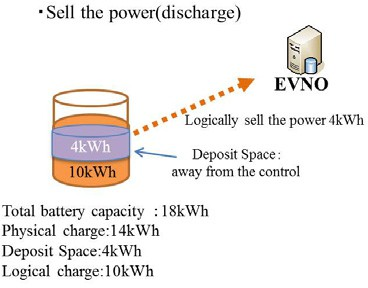 ・Sell the power(discharge)
EVNO
Logically sell the power 4kWh
4kWh
Deposit Space：
away from the control
10kWh
Total battery capacity ：18kWh
Physical charge:14kWh
Deposit Space:4kWh
Logical charge:10kWh